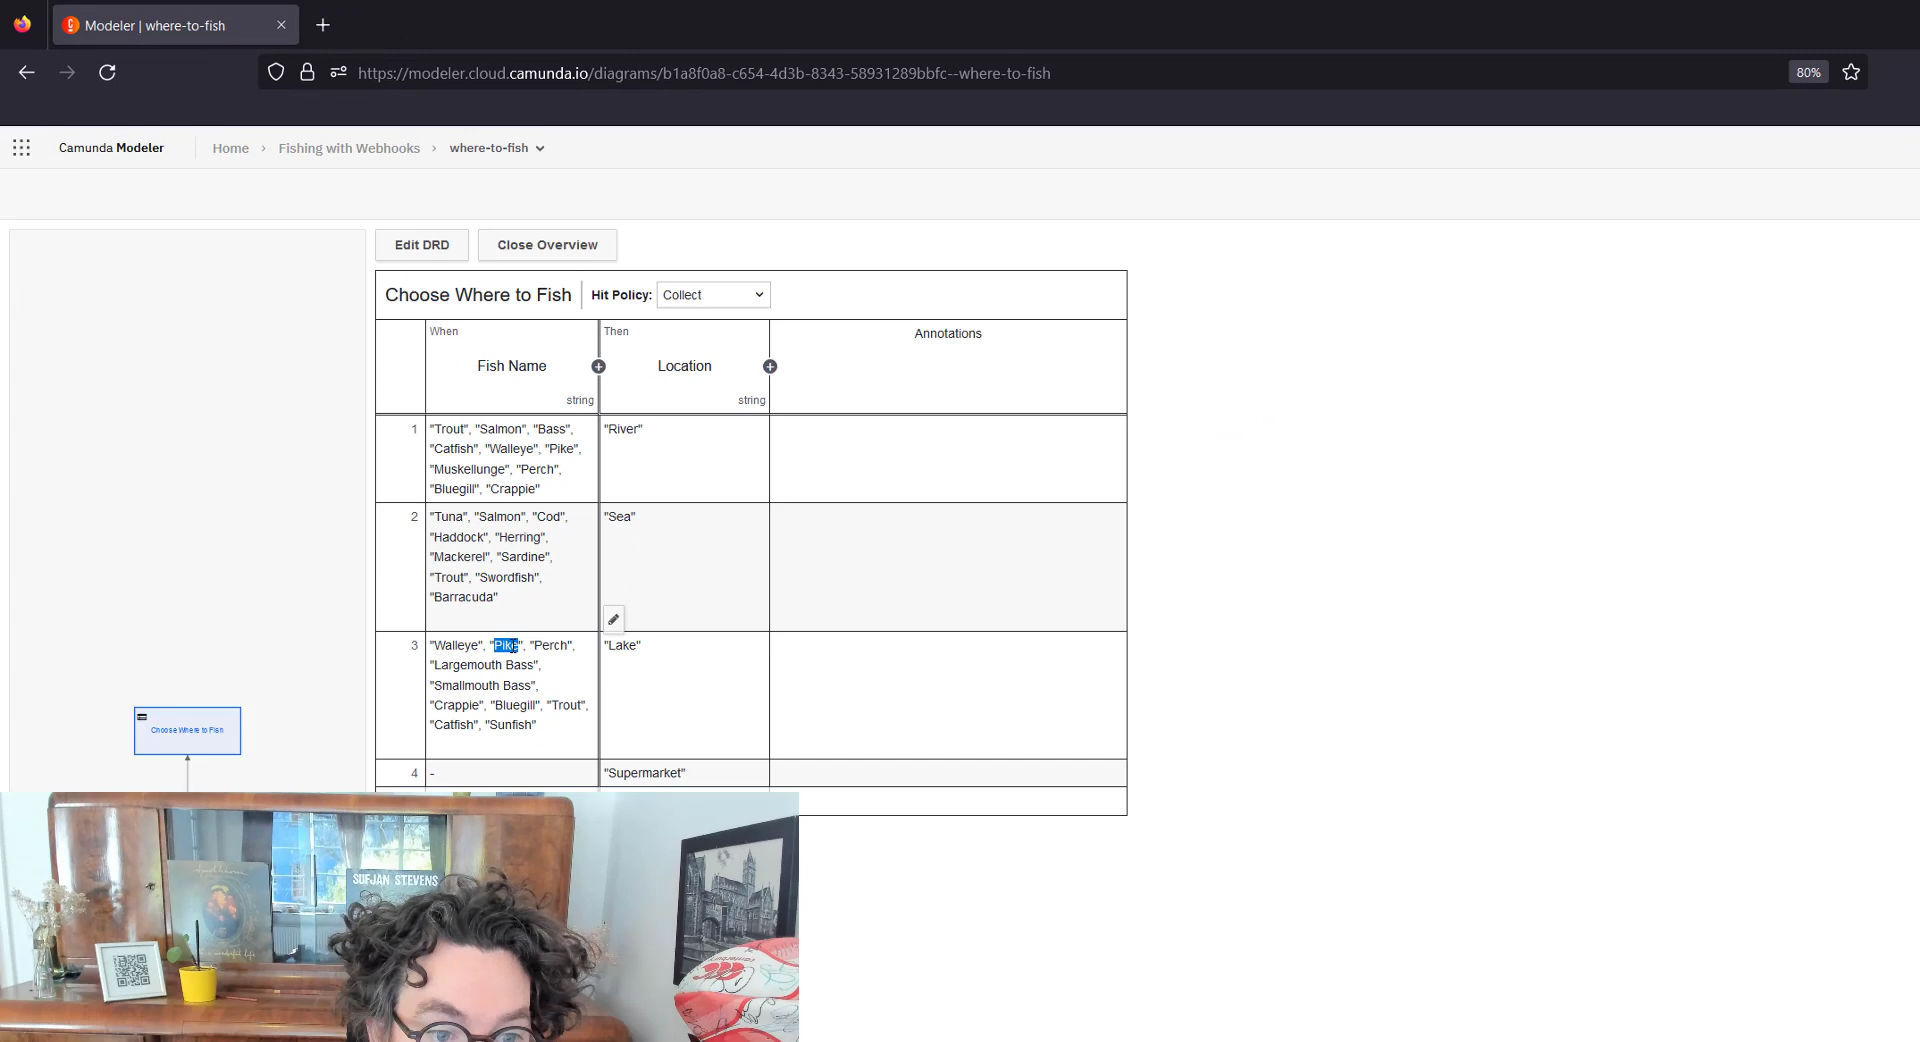 Modeler | where-to-fish
https://modeler.cloud.camunda.io/diagrams/b1a8f0a8-c654-4d3b-8343-58931289bbfc--where-to-fish
80%
Camunda Modeler
Home > Fishing with Webhooks > where-to-fish
Edit DRD
Close Overview
Choose Where to Fish
Hit Policy: Collect
When
Then
Annotations
Fish Name
Location
string
string
1
"Trout", "Salmon", "Bass",
"Catfish", "Walleye", "Pike",
"Muskellunge", "Perch",
"Bluegill", "Crappie"
"River"
2
"Tuna", "Salmon", "Cod",
"Haddock", "Herring",
"Mackerel", "Sardine",
"Trout", "Swordfish",
"Barracuda"
"Sea"
3
"Walleye", "Pike", "Perch",
"Largemouth Bass",
"Smallmouth Bass",
"Crappie", "Bluegill", "Trout",
"Catfish", "Sunfish"
"Lake"
4
-
"Supermarket"
Choose Where to Fish
SUFJAN STEVENS